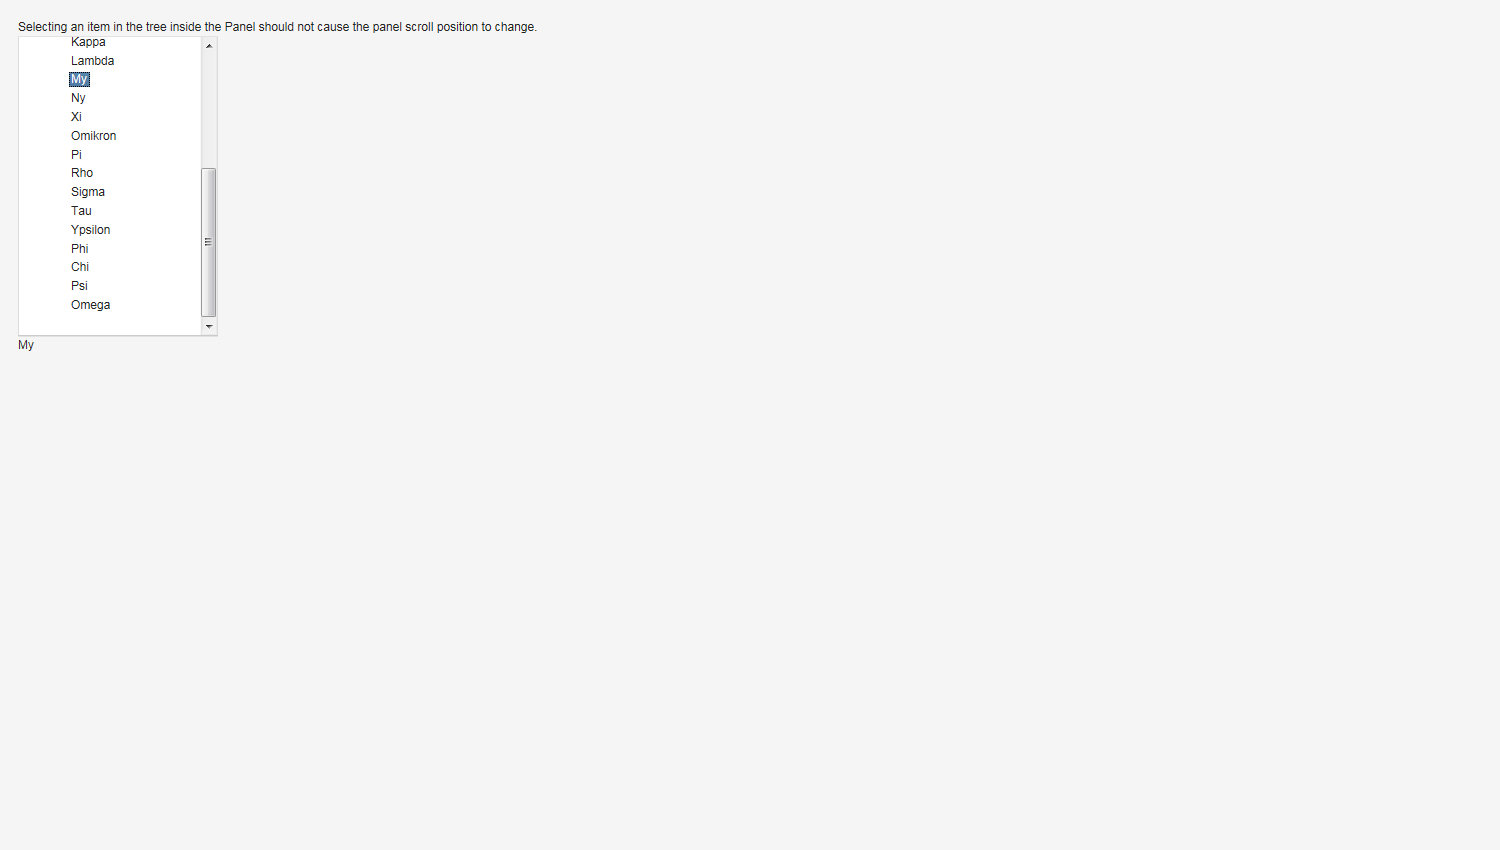 Selecting an item in the tree inside the Panel should not cause the panel scroll position to change.
Kappa
Lambda
My
Ny
Xi
Omikron
Pi
Rho
Sigma
Tau
Ypsilon
Phi
Chi
Psi
Omega
My